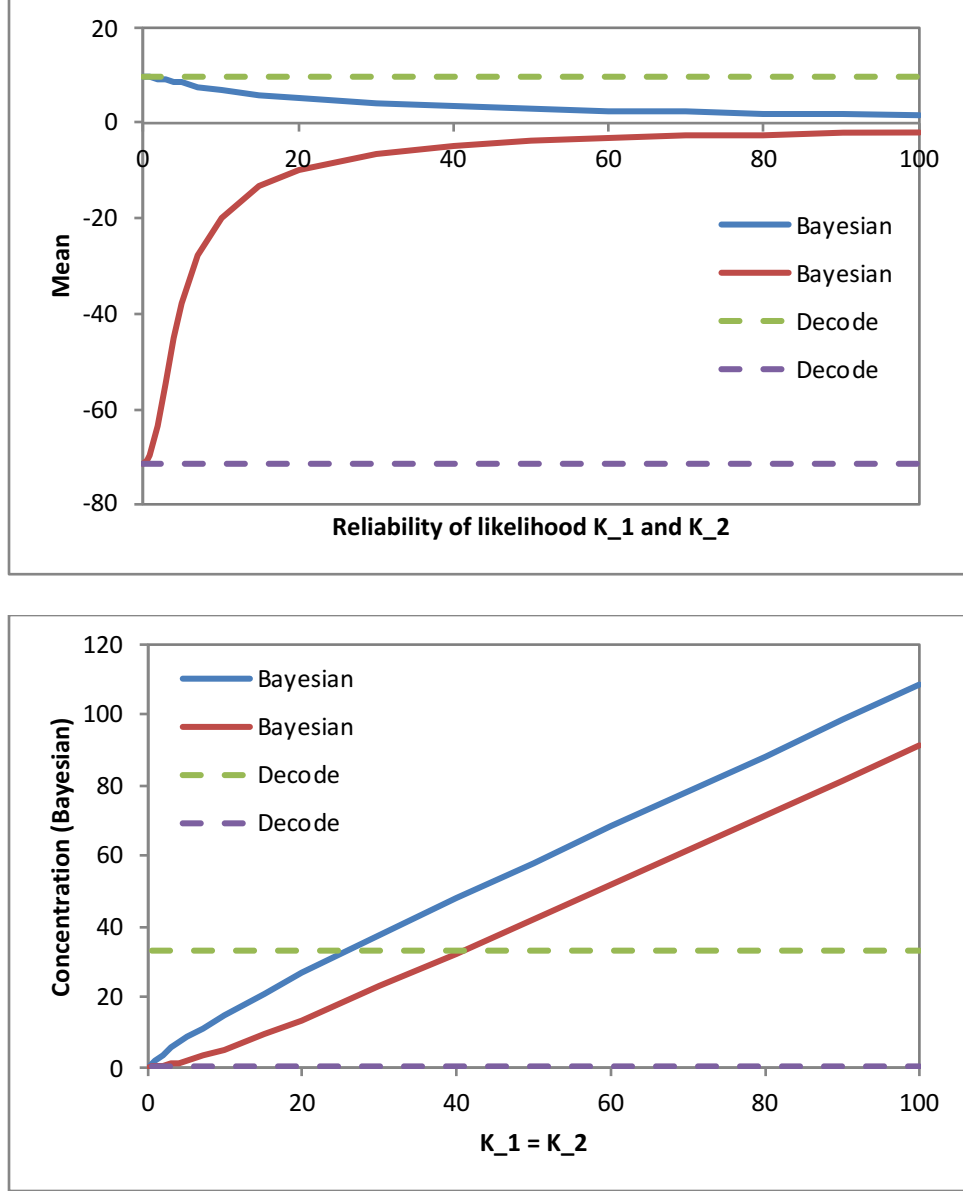 20
0
0
20
40
60
80
100
-20
-40
-60
-80
Mean
Bayesian
Bayesian
Decode
Decode
Reliability of likelihood K_1 and K_2
120
100
80
60
40
20
0
Concentration (Bayesian)
Bayesian
Bayesian
Decode
Decode
0
20
40
60
80
100
K_1 = K_2